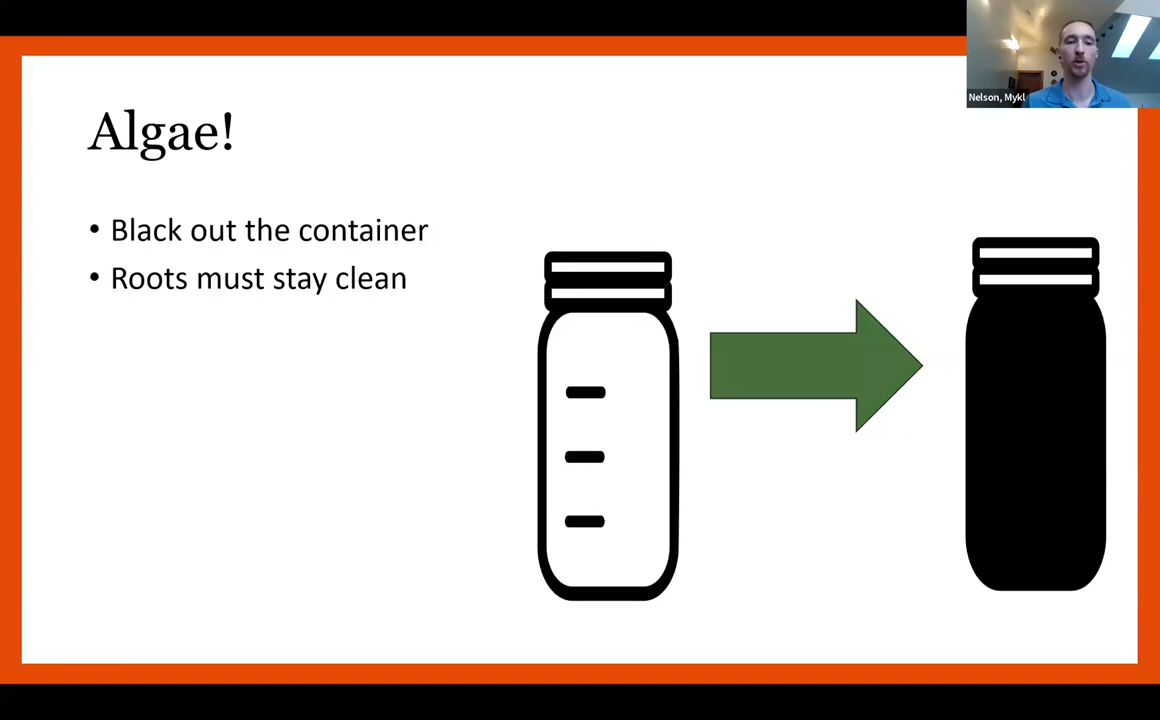 Nelson, Mykl
Algae!
• Black out the container
• Roots must stay clean